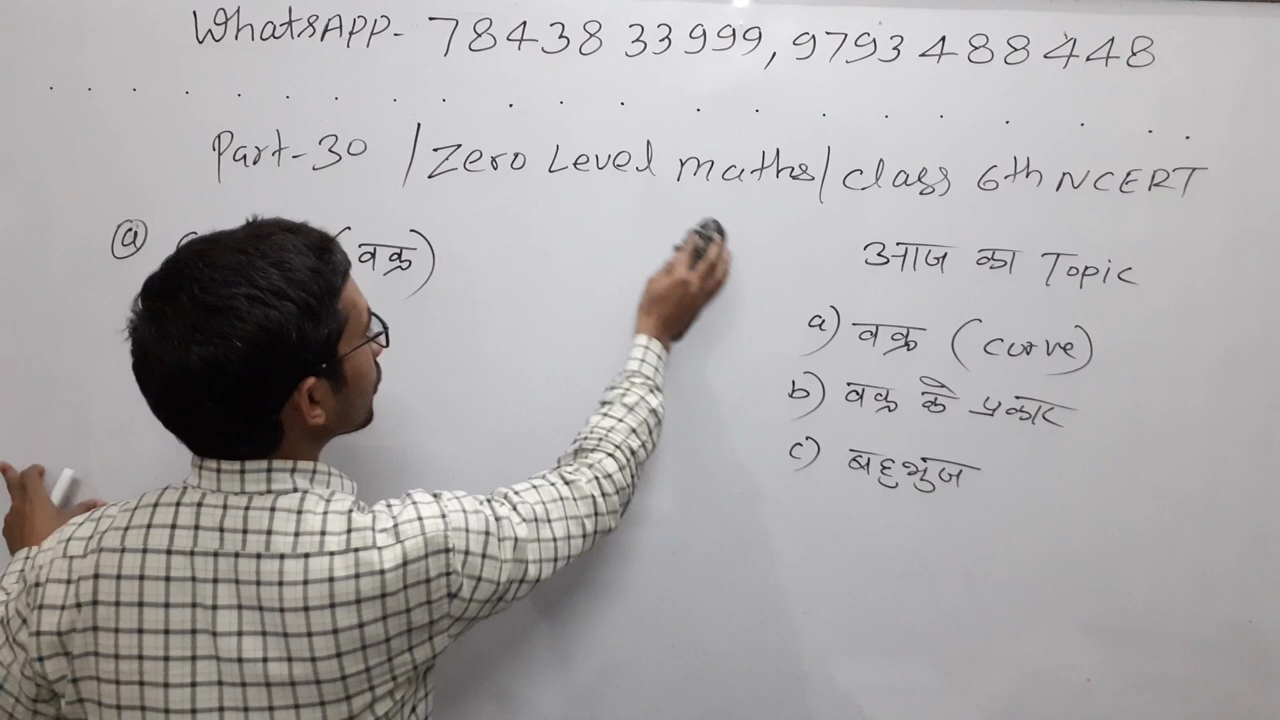 WhatsAPP- 78438 33999, 9793488448
Part-30 / Zero Level maths / class 6th NCERT
ⓐ (वक्र)
आज का Topic
a) वक्र (curve)
b) वक्र के प्रकार
c) बहुभुज